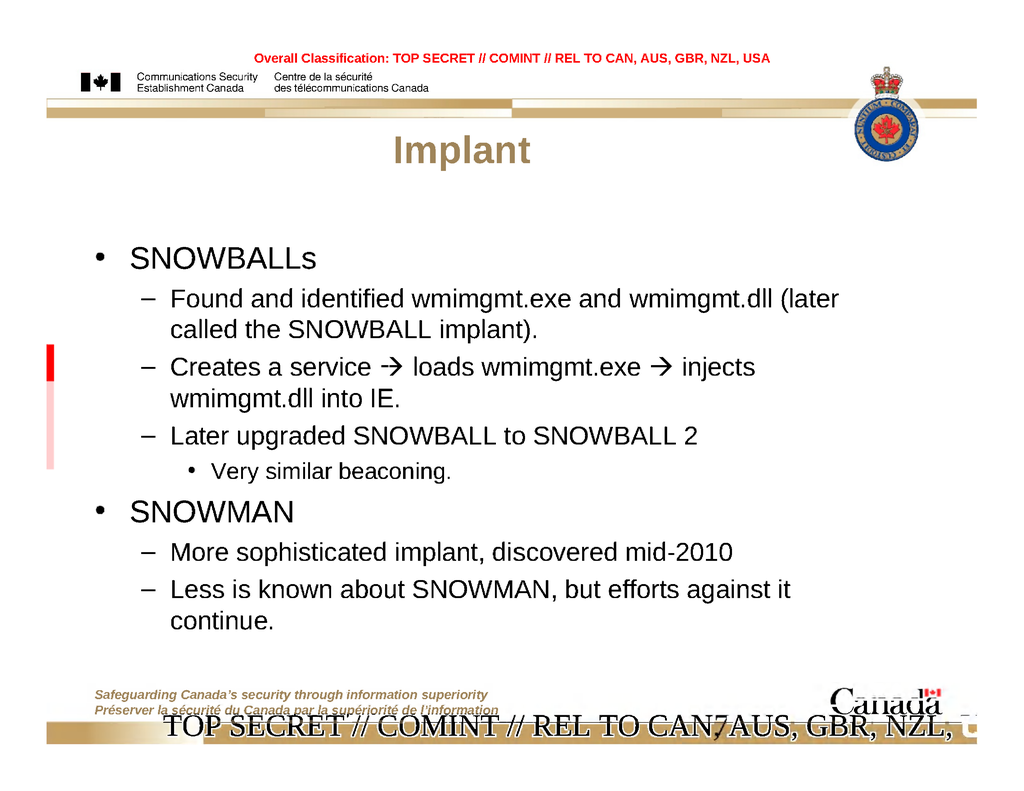 Overall Classification: TOP SECRET // COMINT // REL TO CAN, AUS, GBR, NZL, USA
Communications Security Centre de la sécurité
Establishment Canada des télécommunications Canada
Implant
• SNOWBALLs
– Found and identified wmimgmt.exe and wmimgmt.dll (later
called the SNOWBALL implant).
– Creates a service → loads wmimgmt.exe → injects
wmimgmt.dll into IE.
– Later upgraded SNOWBALL to SNOWBALL 2
• Very similar beaconing.
• SNOWMAN
– More sophisticated implant, discovered mid-2010
– Less is known about SNOWMAN, but efforts against it
continue.
Safeguarding Canada's security through information superiority
Préserver la sécurité du Canada par la supériorité de l'information
Canada
TOP SECRET // COMINT // REL TO CAN, AUS, GBR, NZL,
7